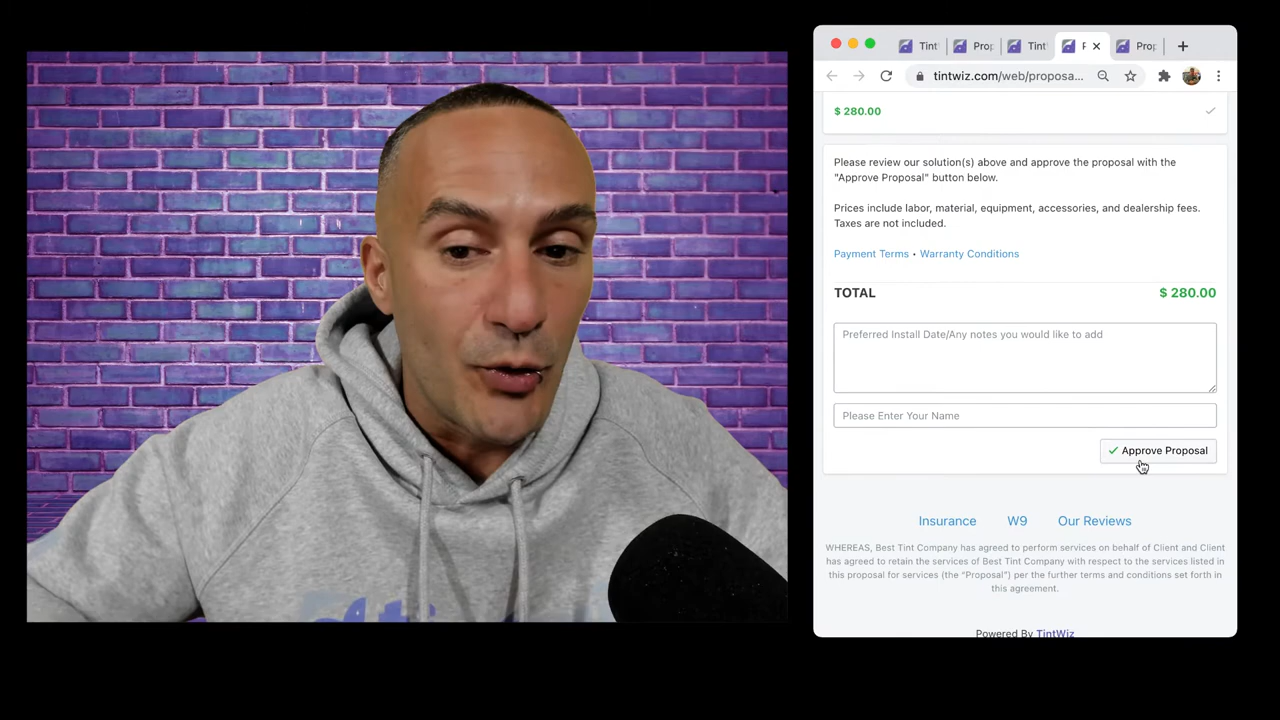 Tint
Prop
Tint
F
Prop
tintwiz.com/web/proposa...
$ 280.00
Please review our solution(s) above and approve the proposal with the
"Approve Proposal" button below.
Prices include labor, material, equipment, accessories, and dealership fees.
Taxes are not included.
Payment Terms • Warranty Conditions
TOTAL $ 280.00
Preferred Install Date/Any notes you would like to add
Please Enter Your Name
Approve Proposal
Insurance W9 Our Reviews
WHEREAS, Best Tint Company has agreed to perform services on behalf of Client and Client
has agreed to retain the services of Best Tint Company with respect to the services listed in
this proposal for services (the “Proposal”) per the further terms and conditions set forth in
this agreement.
Powered By TintWiz